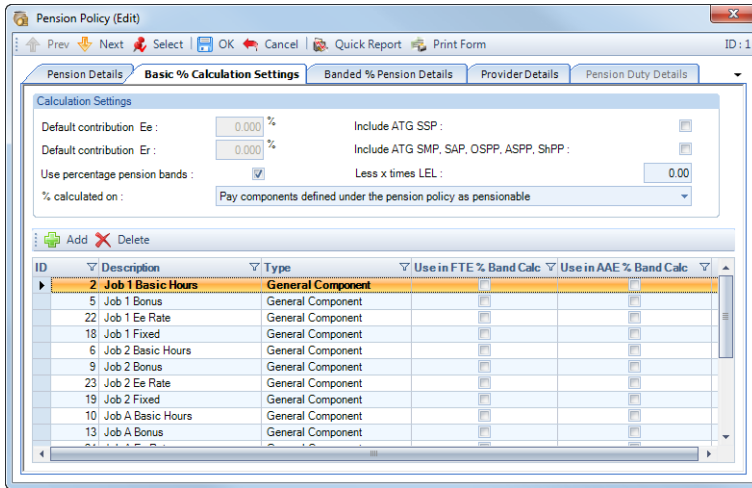 Pension Policy (Edit)
Prev Next Select OK Cancel Quick Report Print Form ID : 1
Pension Details Basic % Calculation Settings Banded % Pension Details Provider Details Pension Duty Details
Calculation Settings
Default contribution Ee : 0.000 % Include ATG SSP :
Default contribution Er : 0.000 % Include ATG SMP, SAP, OSPP, ASPP, ShPP :
Use percentage pension bands : Less x times LEL : 0.00
% calculated on : Pay components defined under the pension policy as pensionable
Add Delete
ID Description Type Use in FTE % Band Calc Use in AAE % Band Calc
2 Job 1 Basic Hours General Component
5 Job 1 Bonus General Component
22 Job 1 Ee Rate General Component
18 Job 1 Fixed General Component
6 Job 2 Basic Hours General Component
9 Job 2 Bonus General Component
23 Job 2 Ee Rate General Component
19 Job 2 Fixed General Component
10 Job A Basic Hours General Component
13 Job A Bonus General Component